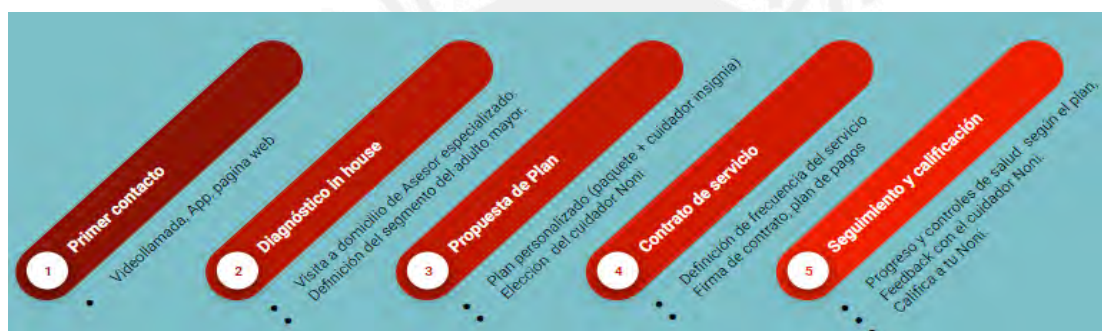 1
Primer contacto
Videollamada, App, pagina web
2
Diagnóstico in house
Visita a domicilio de Asesor especializado.
Definición del segmento del adulto mayor.
3
Propuesta de Plan
Plan personalizado (paquete + cuidador insignia)
Elección del cuidador Noni
4
Contrato de servicio
Definición de frecuencia del servicio
Firma de contrato, plan de pagos
5
Seguimiento y calificación
Progreso y controles de salud según el plan,
Feedback con el cuidador Noni.
Califica a tu Noni.